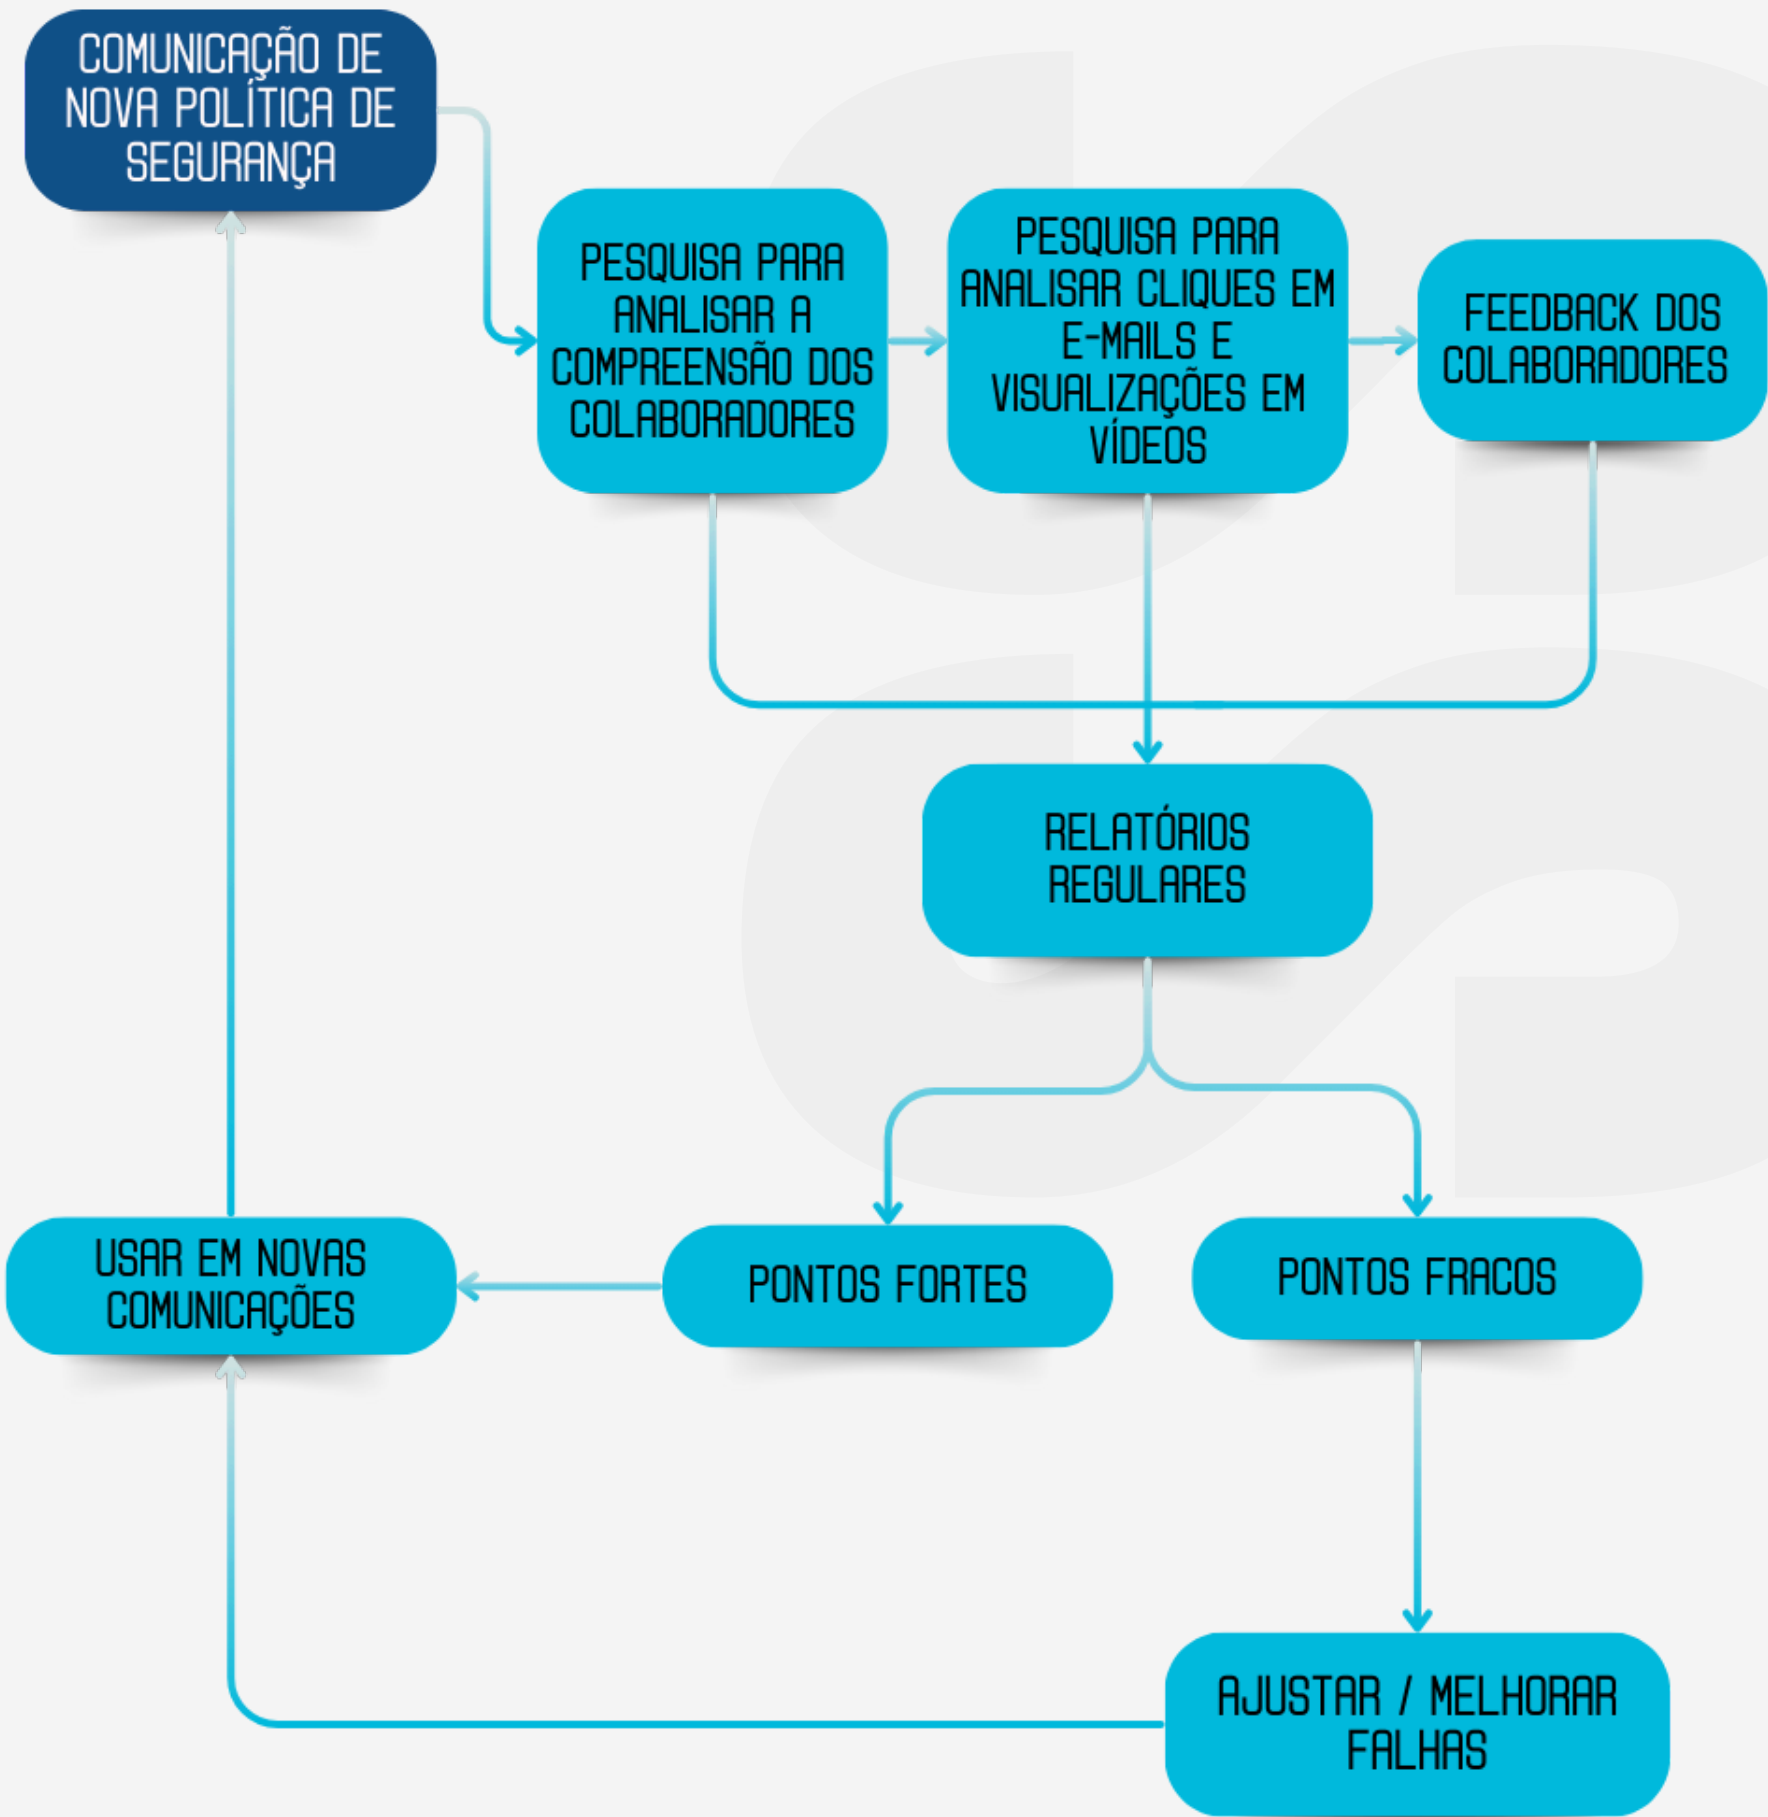 COMUNICAÇÃO DE
NOVA POLÍTICA DE
SEGURANÇA
PESQUISA PARA
ANALISAR A
COMPREENSÃO DOS
COLABORADORES
PESQUISA PARA
ANALISAR CLIQUES EM
E-MAILS E
VISUALIZAÇÕES EM
VÍDEOS
FEEDBACK DOS
COLABORADORES
RELATÓRIOS
REGULARES
USAR EM NOVAS
COMUNICAÇÕES
PONTOS FORTES
PONTOS FRACOS
AJUSTAR / MELHORAR
FALHAS